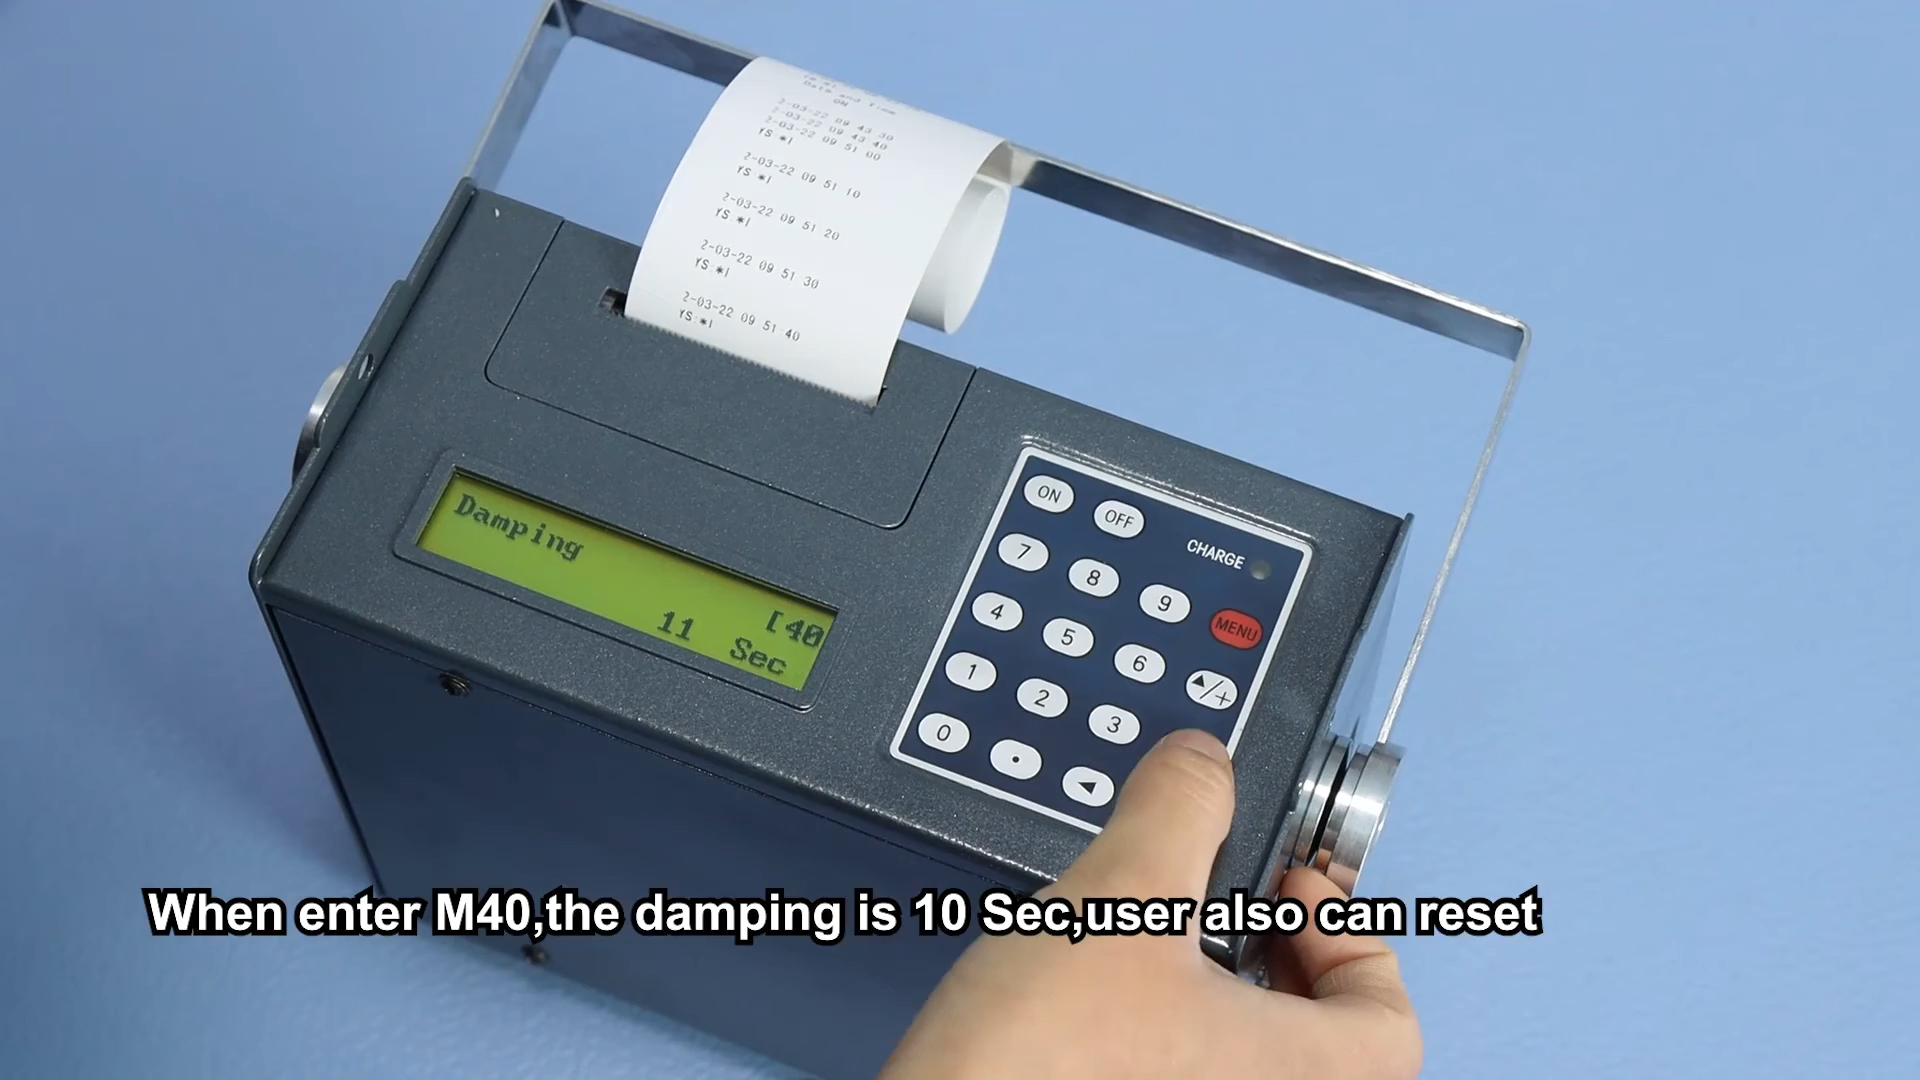 Data and Time
ON
2-03-22 09 43 30
2-03-22 09 43 40
2-03-22 09 51 00
YS:*I
2-03-22 09 51 10
YS:*I
2-03-22 09 51 20
YS:*I
2-03-22 09 51 30
YS:*I
2-03-22 09 51 40
YS:*I
Damping [40
11 Sec
ON OFF
CHARGE
7 8 9 MENU
4 5 6 ▲/+
1 2 3
0 • ◄
When enter M40,the damping is 10 Sec,user also can reset